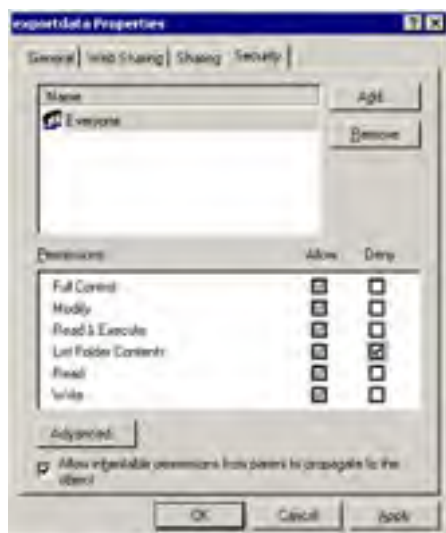 exportdata Properties
General Web Sharing Sharing Security
Name
Add...
Everyone
Remove
Permissions: Allow Deny
Full Control
Modify
Read & Execute
List Folder Contents
Read
Write
Advanced...
Allow inheritable permissions from parent to propagate to this
object
OK Cancel Apply